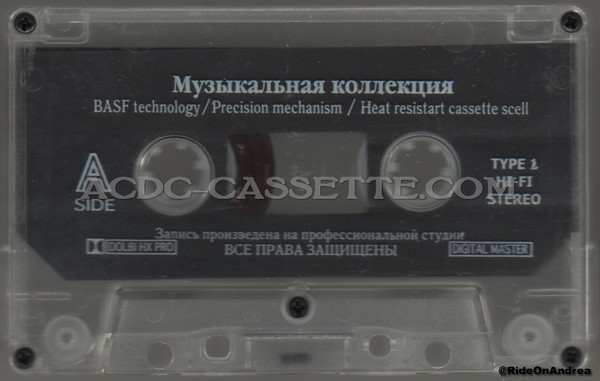 Музыкальная коллекция
BASF technology/Precision mechanism / Heat resistart cassette scell
A
SIDE
TYPE 1
HI-FI
STEREO
ACDC-CASSETTE.COM
Запись произведена на профессиональной студии
DOLBI HX PRO
ВСЕ ПРАВА ЗАЩИЩЕНЫ
DIGITAL MASTER
@RideOnAndrea